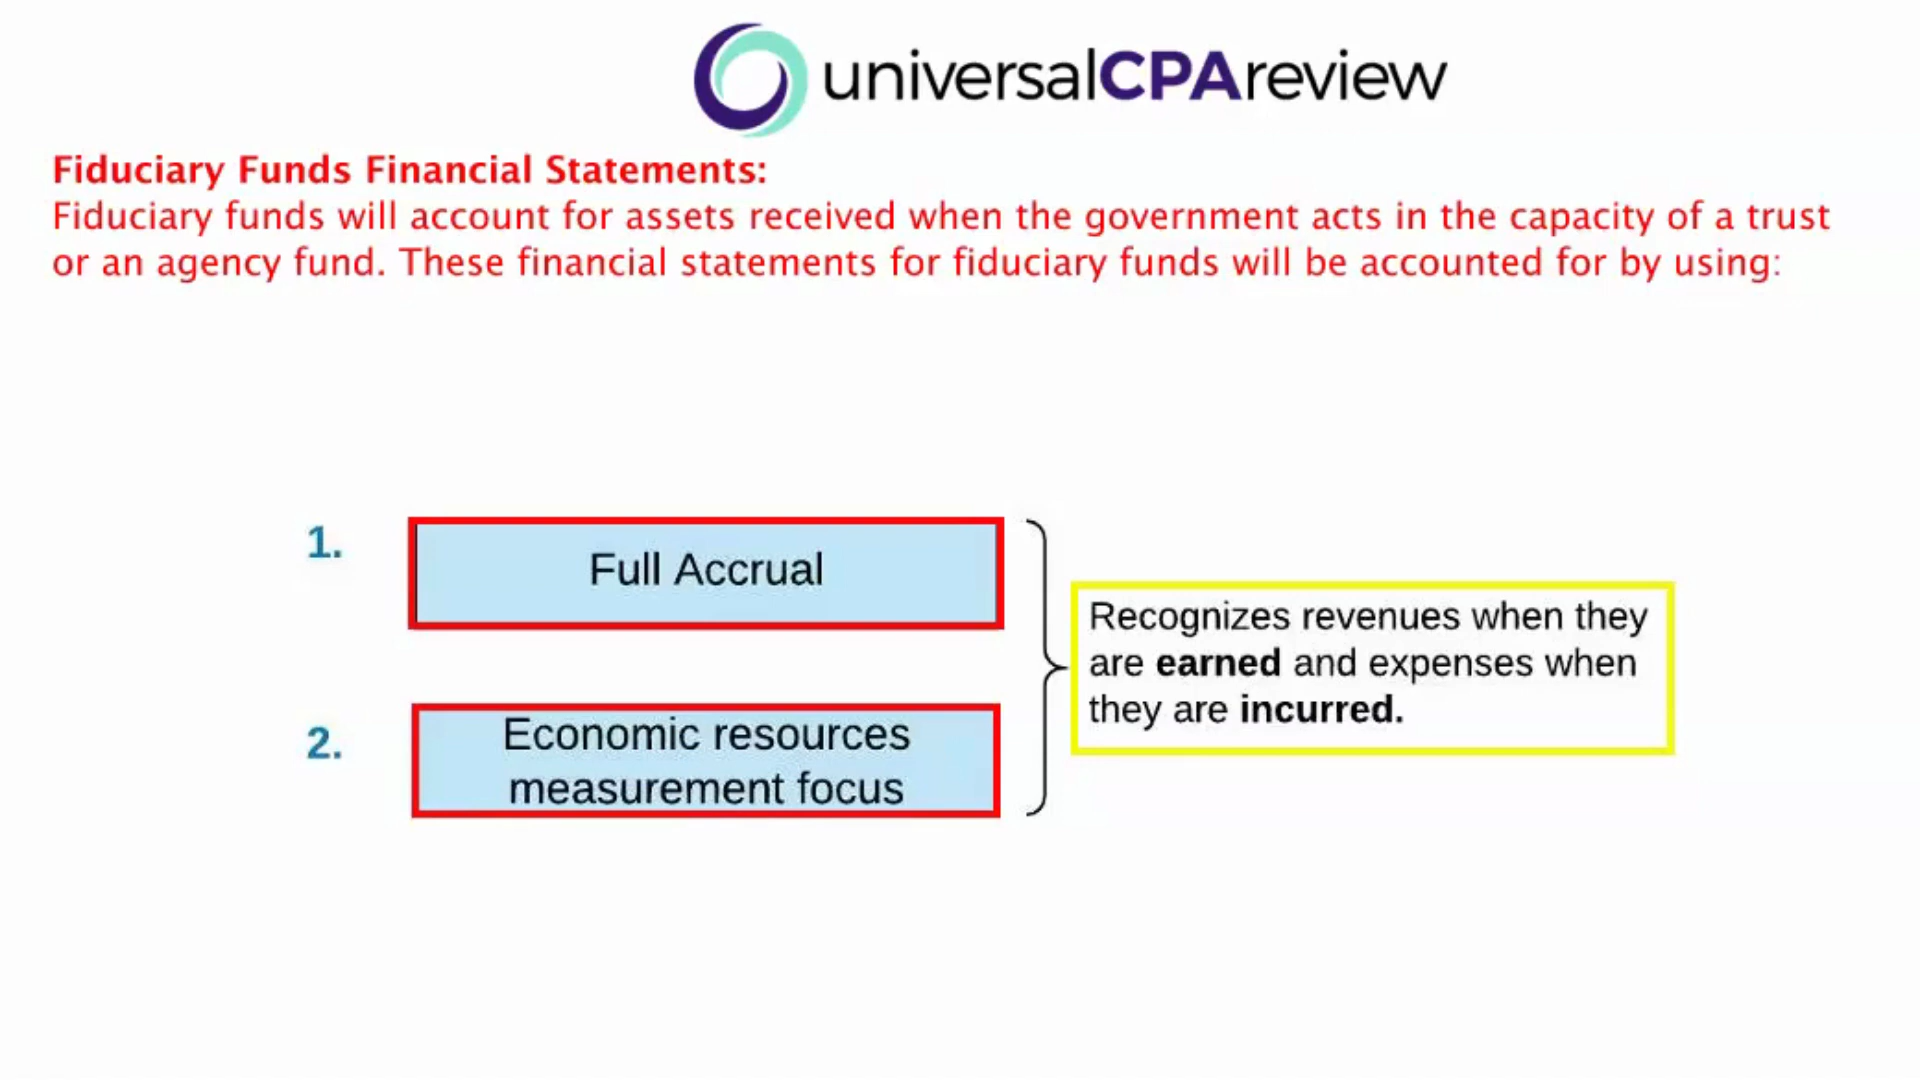 universalCPAreview
Fiduciary Funds Financial Statements:
Fiduciary funds will account for assets received when the government acts in the capacity of a trust
or an agency fund. These financial statements for fiduciary funds will be accounted for by using:
1.
Full Accrual
2.
Economic resources
measurement focus
Recognizes revenues when they
are earned and expenses when
they are incurred.